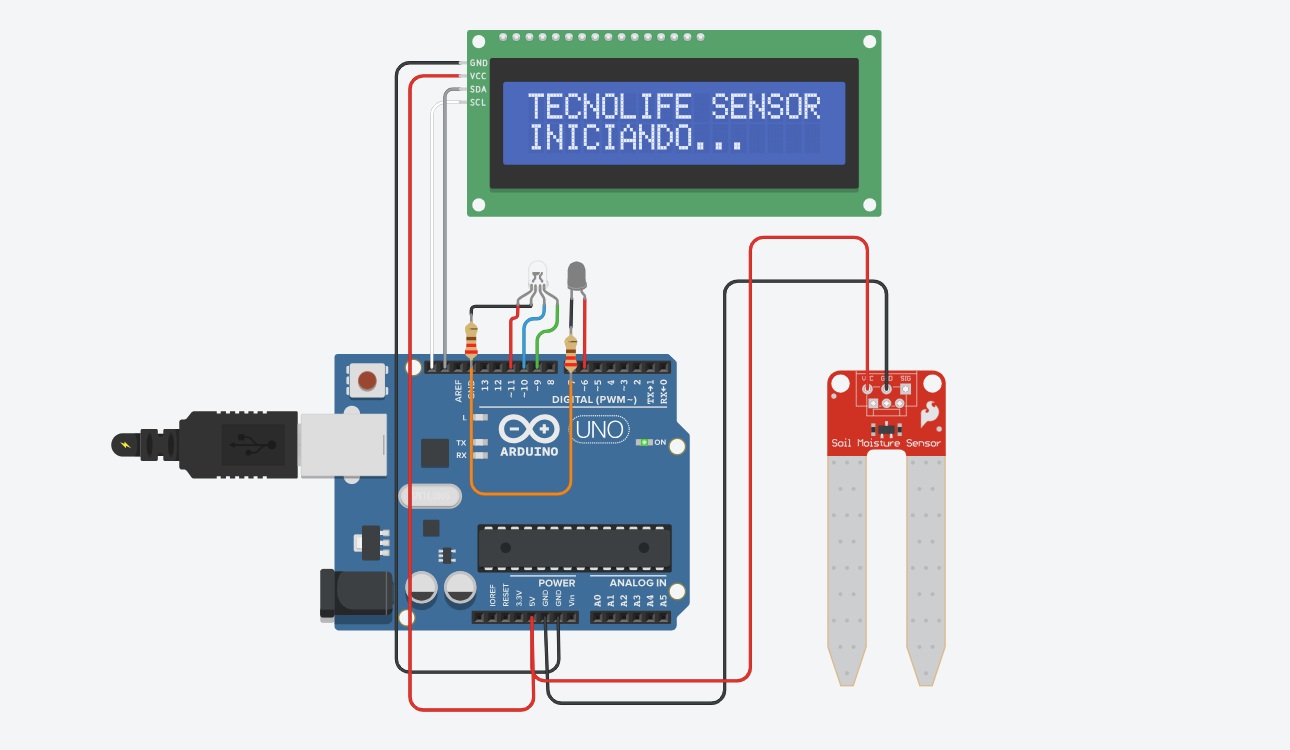 GND
VCC
SDA
SCL
TECNOLIFE SENSOR
INICIANDO...
AREF
GND
13
12
~11
~10
~9
8
7
~6
~5
4
~3
2
TX→1
RX←0
DIGITAL (PWM~)
L
TX
RX
UNO
ARDUINO
ON
GND
SIG
Soil Moisture Sensor
POWER
ANALOG IN
IOREF
RESET
3.3V
5V
GND
GND
Vin
A0
A1
A2
A3
A4
A5